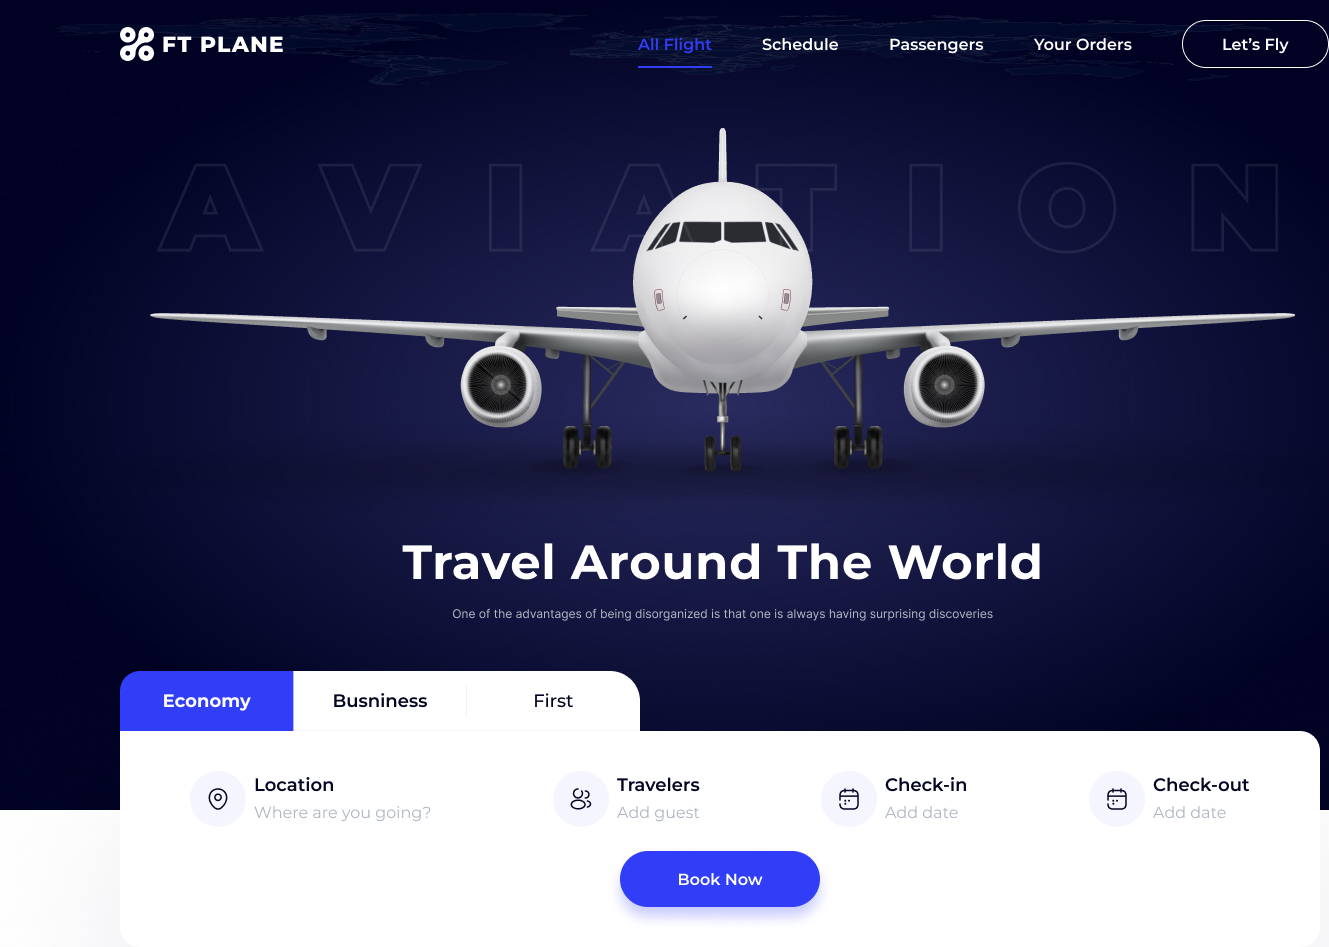 FT PLANE
All Flight Schedule Passengers Your Orders Let’s Fly
AVIATION
Travel Around The World
One of the advantages of being disorganized is that one is always having surprising discoveries
Economy Busniness First
Location Travelers Check-in Check-out
Where are you going? Add guest Add date Add date
Book Now